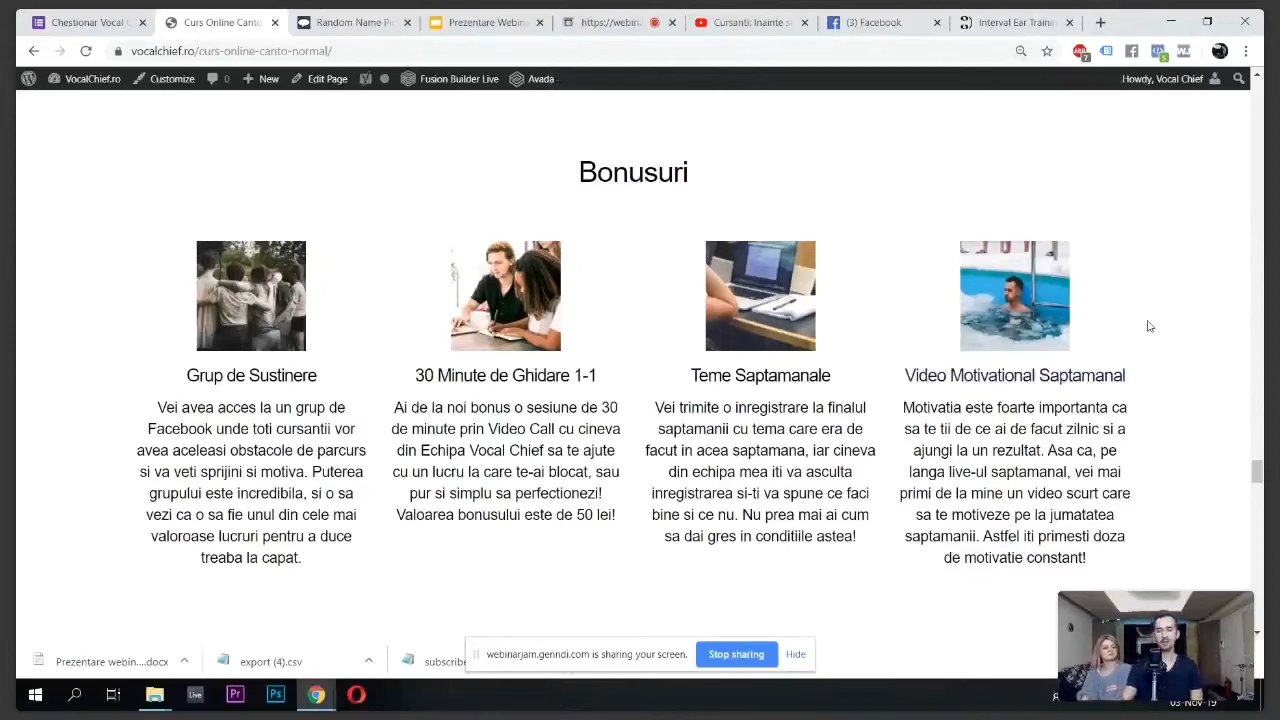 Chestionar Vocal
Curs Online Canto
Random Name Pic
Prezentare Webin
https://webina
Cursanti: Inainte s
(3) Facebook
Interval Ear Trainin
vocalchief.ro/curs-online-canto-normal/
7
5
VocalChief.ro
Customize
0
New
Edit Page
Fusion Builder Live
Avada
Howdy, Vocal Chief
Bonusuri
Grup de Sustinere
Vei avea acces la un grup de
Facebook unde toti cursantii vor
avea aceleasi obstacole de parcurs
si va veti sprijini si motiva. Puterea
grupului este incredibila, si o sa
vezi ca o sa fie unul din cele mai
valoroase lucruri pentru a duce
treaba la capat.
30 Minute de Ghidare 1-1
Ai de la noi bonus o sesiune de 30
de minute prin Video Call cu cineva
din Echipa Vocal Chief sa te ajute
cu un lucru la care te-ai blocat, sau
pur si simplu sa perfectionezi!
Valoarea bonusului este de 50 lei!
Teme Saptamanale
Vei trimite o inregistrare la finalul
saptamanii cu tema care era de
facut in acea saptamana, iar cineva
din echipa mea iti va asculta
inregistrarea si-ti va spune ce faci
bine si ce nu. Nu prea mai ai cum
sa dai gres in conditiile astea!
Video Motivational Saptamanal
Motivatia este foarte importanta ca
sa te tii de ce ai de facut zilnic si a
ajungi la un rezultat. Asa ca, pe
langa live-ul saptamanal, vei mai
primi de la mine un video scurt care
sa te motiveze pe la jumatatea
saptamanii. Astfel iti primesti doza
de motivatie constant!
Prezentare webin....docx
export (4).csv
subscribe
webinarjam.genndi.com is sharing your screen.
Stop sharing
Hide
Live
Pr
Ps
03-Nov-19